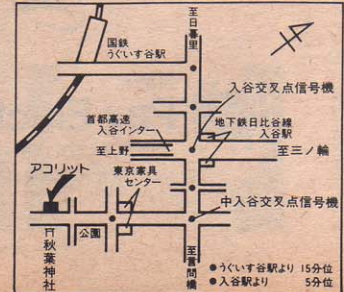 至日暮里
国鉄
うぐいす谷駅
入谷交叉点信号機
首都高速
入谷インター
地下鉄日比谷線
入谷駅
至上野
至三ノ輪
アコリット
東京家具
センター
中入谷交叉点信号機
公園
秋葉神社
至言問橋
●うぐいす谷駅より 15分位
●入谷駅より 5分位